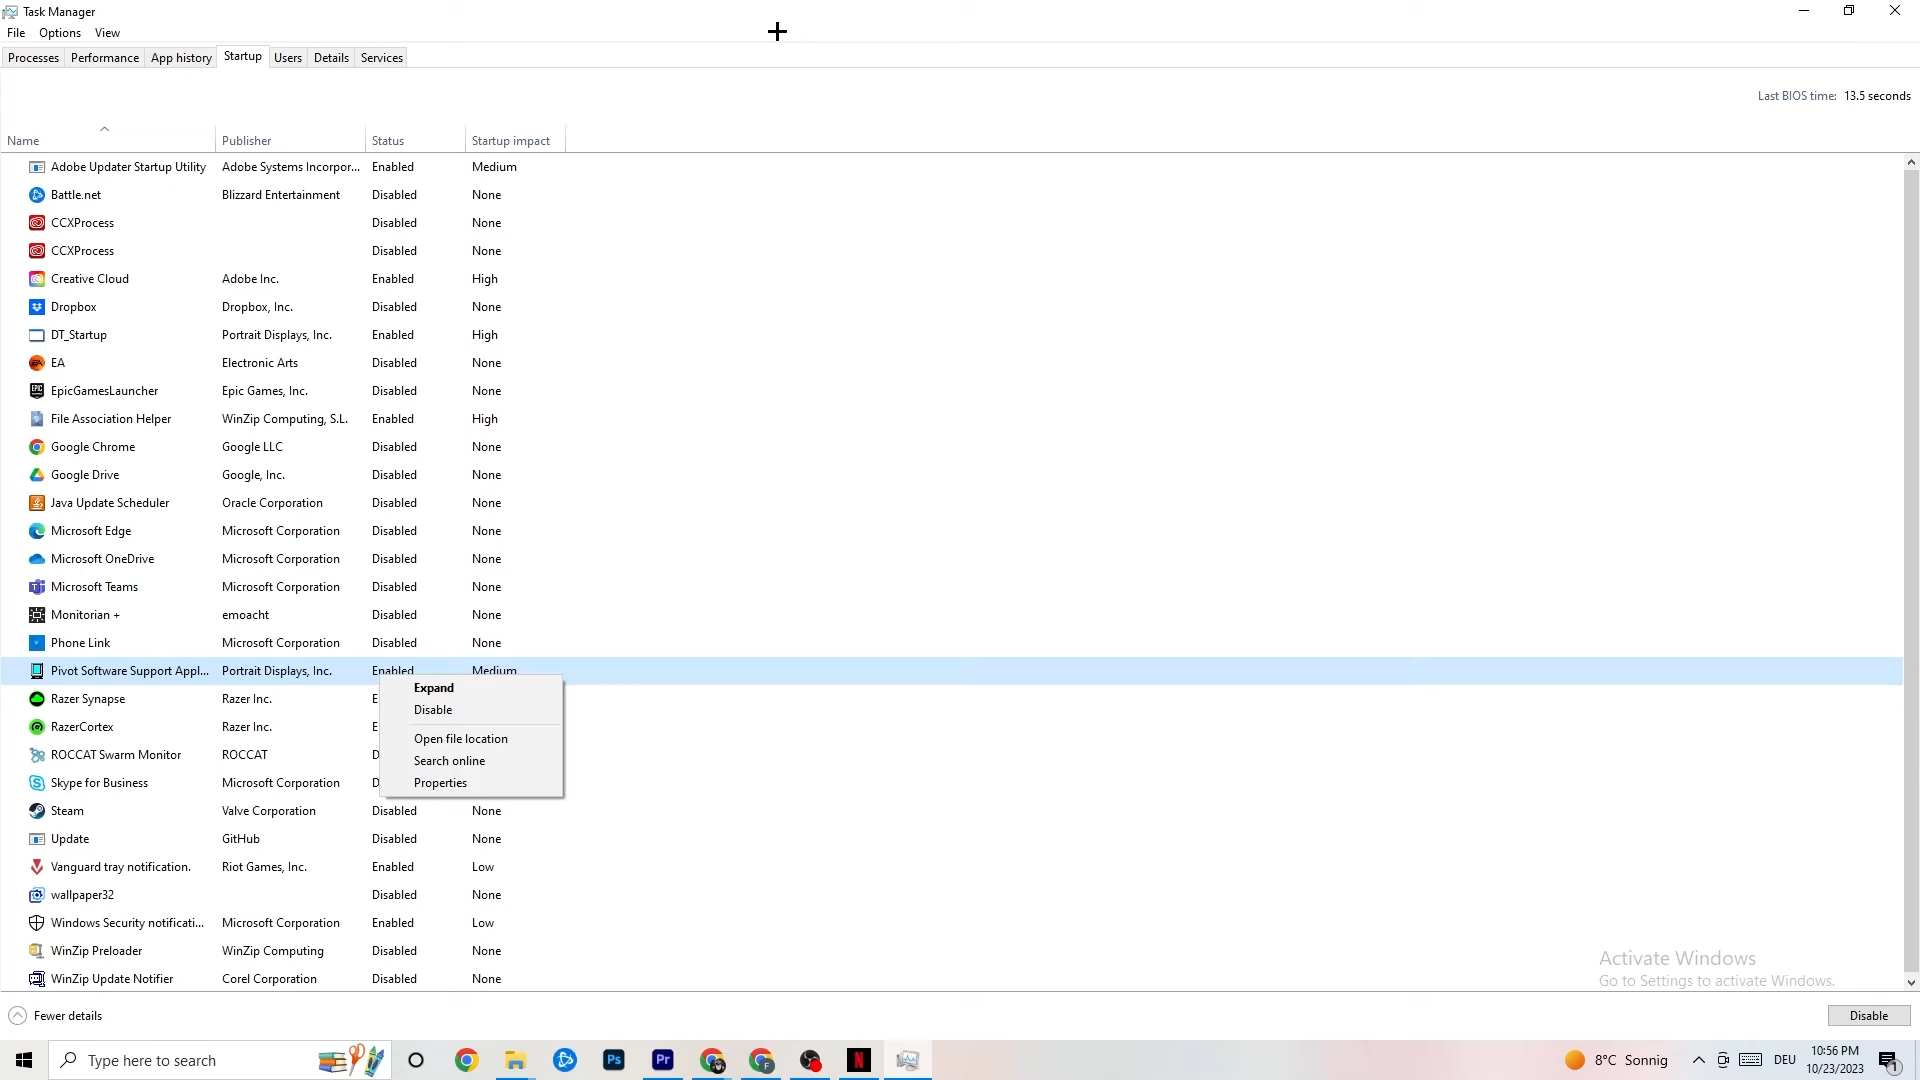 Task Manager
File Options View
Processes Performance App history Startup Users Details Services
Last BIOS time: 13.5 seconds
Name Publisher Status Startup impact
Adobe Updater Startup Utility Adobe Systems Incorpor... Enabled Medium
Battle.net Blizzard Entertainment Disabled None
CCXProcess Disabled None
CCXProcess Disabled None
Creative Cloud Adobe Inc. Enabled High
Dropbox Dropbox, Inc. Disabled None
DT_Startup Portrait Displays, Inc. Enabled High
EA Electronic Arts Disabled None
EpicGamesLauncher Epic Games, Inc. Disabled None
File Association Helper WinZip Computing, S.L. Enabled High
Google Chrome Google LLC Disabled None
Google Drive Google, Inc. Disabled None
Java Update Scheduler Oracle Corporation Disabled None
Microsoft Edge Microsoft Corporation Disabled None
Microsoft OneDrive Microsoft Corporation Disabled None
Microsoft Teams Microsoft Corporation Disabled None
Monitorian + emoacht Disabled None
Phone Link Microsoft Corporation Disabled None
Pivot Software Support Appl... Portrait Displays, Inc. Enabled Medium
Razer Synapse Razer Inc. E
RazerCortex Razer Inc. E
ROCCAT Swarm Monitor ROCCAT D
Skype for Business Microsoft Corporation D
Expand
Disable
Open file location
Search online
Properties
Steam Valve Corporation Disabled None
Update GitHub Disabled None
Vanguard tray notification. Riot Games, Inc. Enabled Low
wallpaper32 Disabled None
Windows Security notificati... Microsoft Corporation Enabled Low
WinZip Preloader WinZip Computing Disabled None
WinZip Update Notifier Corel Corporation Disabled None
Activate Windows
Go to Settings to activate Windows.
Fewer details Disable
Type here to search Ps Pr F N 8°C Sonnig DEU 10:56 PM
10/23/2023 1